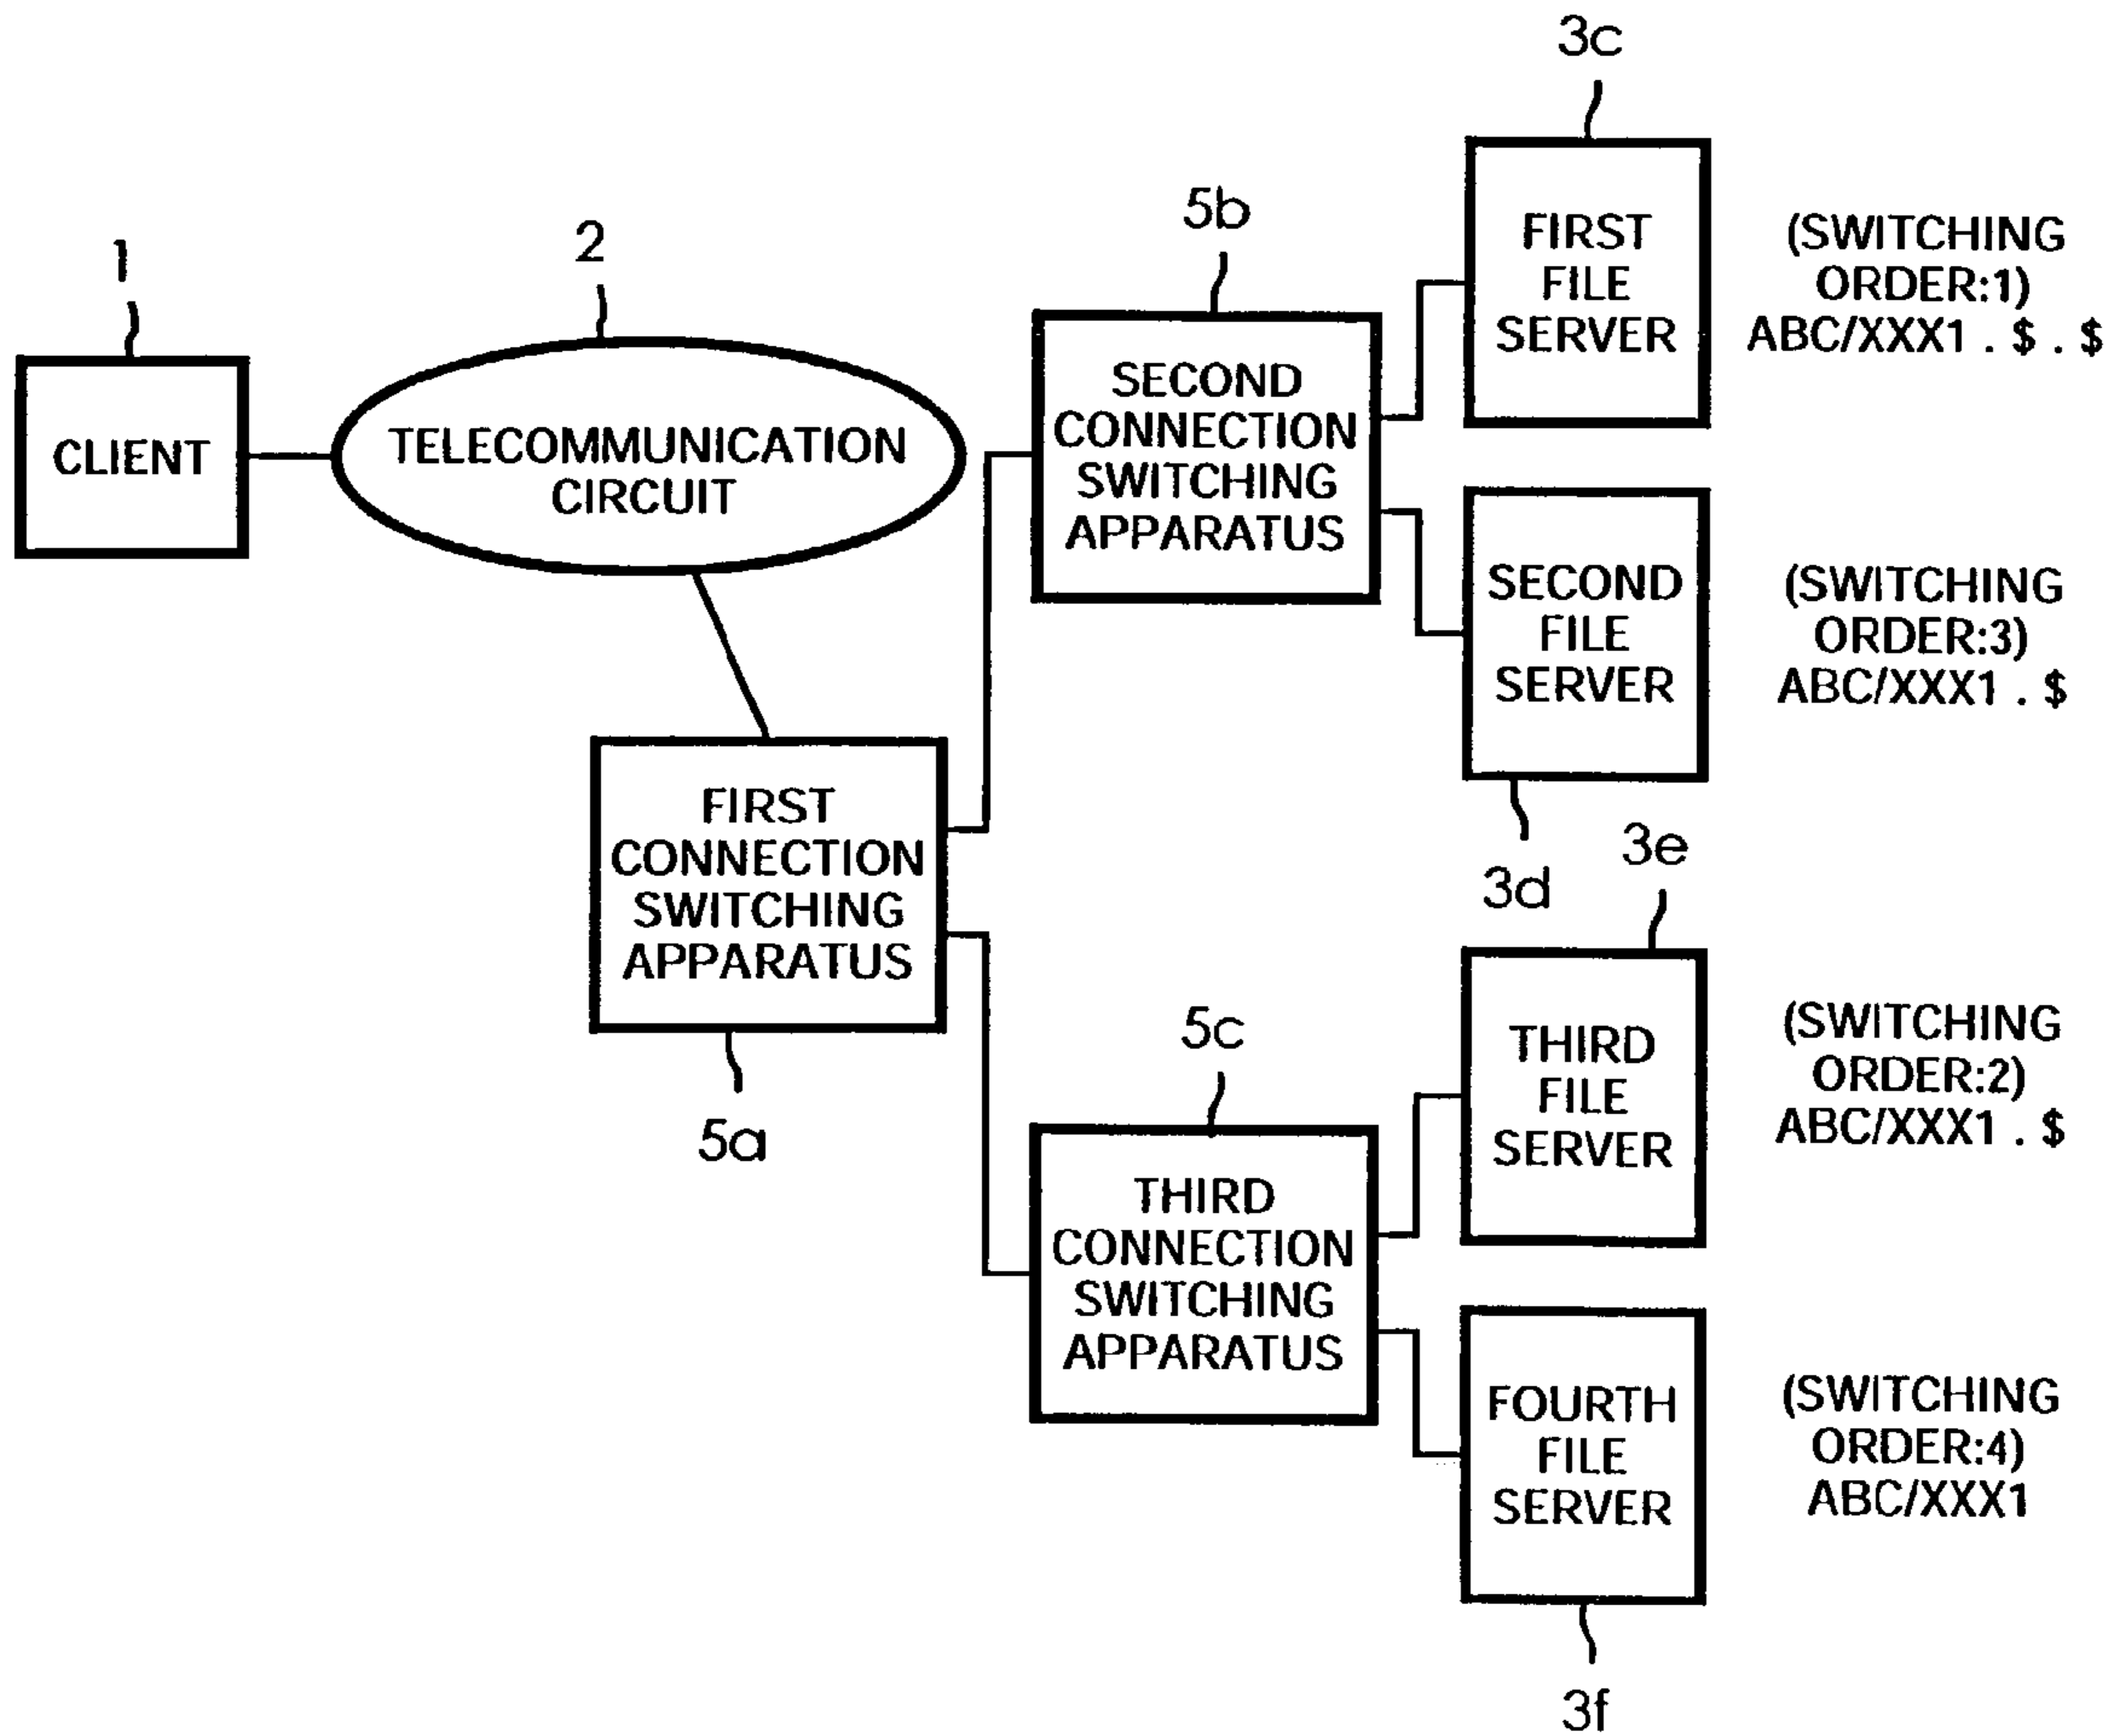 1
CLIENT
2
TELECOMMUNICATION
CIRCUIT
FIRST
CONNECTION
SWITCHING
APPARATUS
5a
5b
SECOND
CONNECTION
SWITCHING
APPARATUS
3c
FIRST
FILE
SERVER
(SWITCHING
ORDER:1)
ABC/XXX1 . $ . $
SECOND
FILE
SERVER
3d
(SWITCHING
ORDER:3)
ABC/XXX1 . $
5c
THIRD
CONNECTION
SWITCHING
APPARATUS
3e
THIRD
FILE
SERVER
(SWITCHING
ORDER:2)
ABC/XXX1 . $
FOURTH
FILE
SERVER
3f
(SWITCHING
ORDER:4)
ABC/XXX1